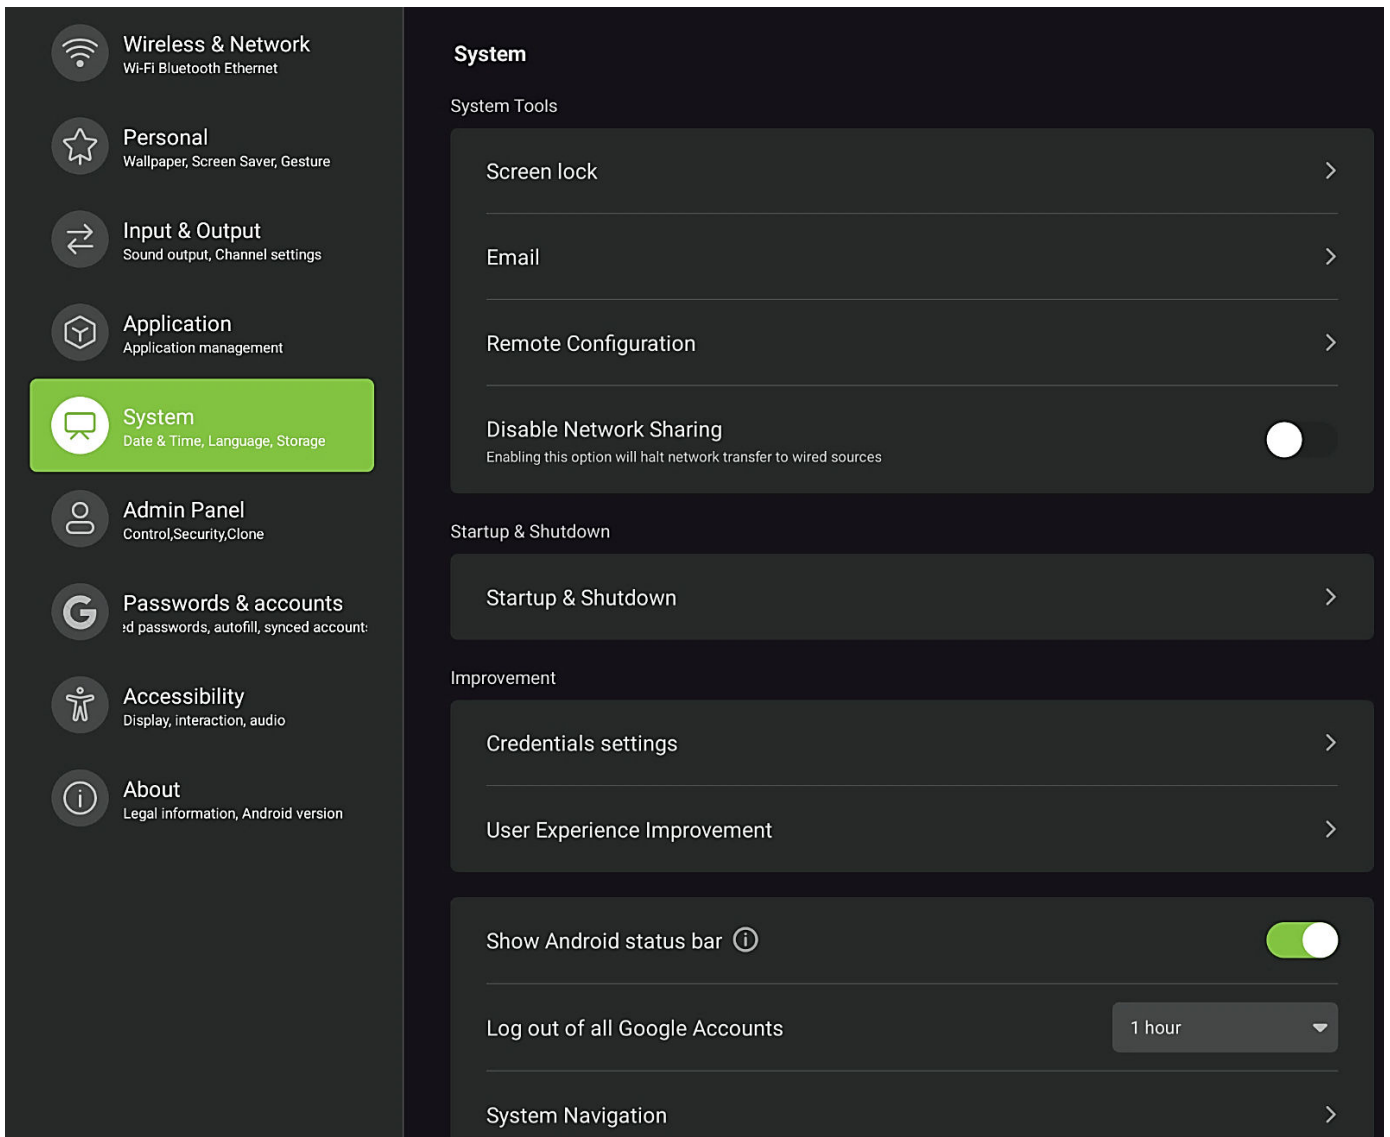 Wireless & Network
Wi-Fi Bluetooth Ethernet
Personal
Wallpaper, Screen Saver, Gesture
Input & Output
Sound output, Channel settings
Application
Application management
System
Date & Time, Language, Storage
Admin Panel
Control,Security,Clone
Passwords & accounts
ed passwords, autofill, synced account
Accessibility
Display, interaction, audio
About
Legal information, Android version
System
System Tools
Screen lock
Email
Remote Configuration
Disable Network Sharing
Enabling this option will halt network transfer to wired sources
Startup & Shutdown
Startup & Shutdown
Improvement
Credentials settings
User Experience Improvement
Show Android status bar
Log out of all Google Accounts
1 hour
System Navigation